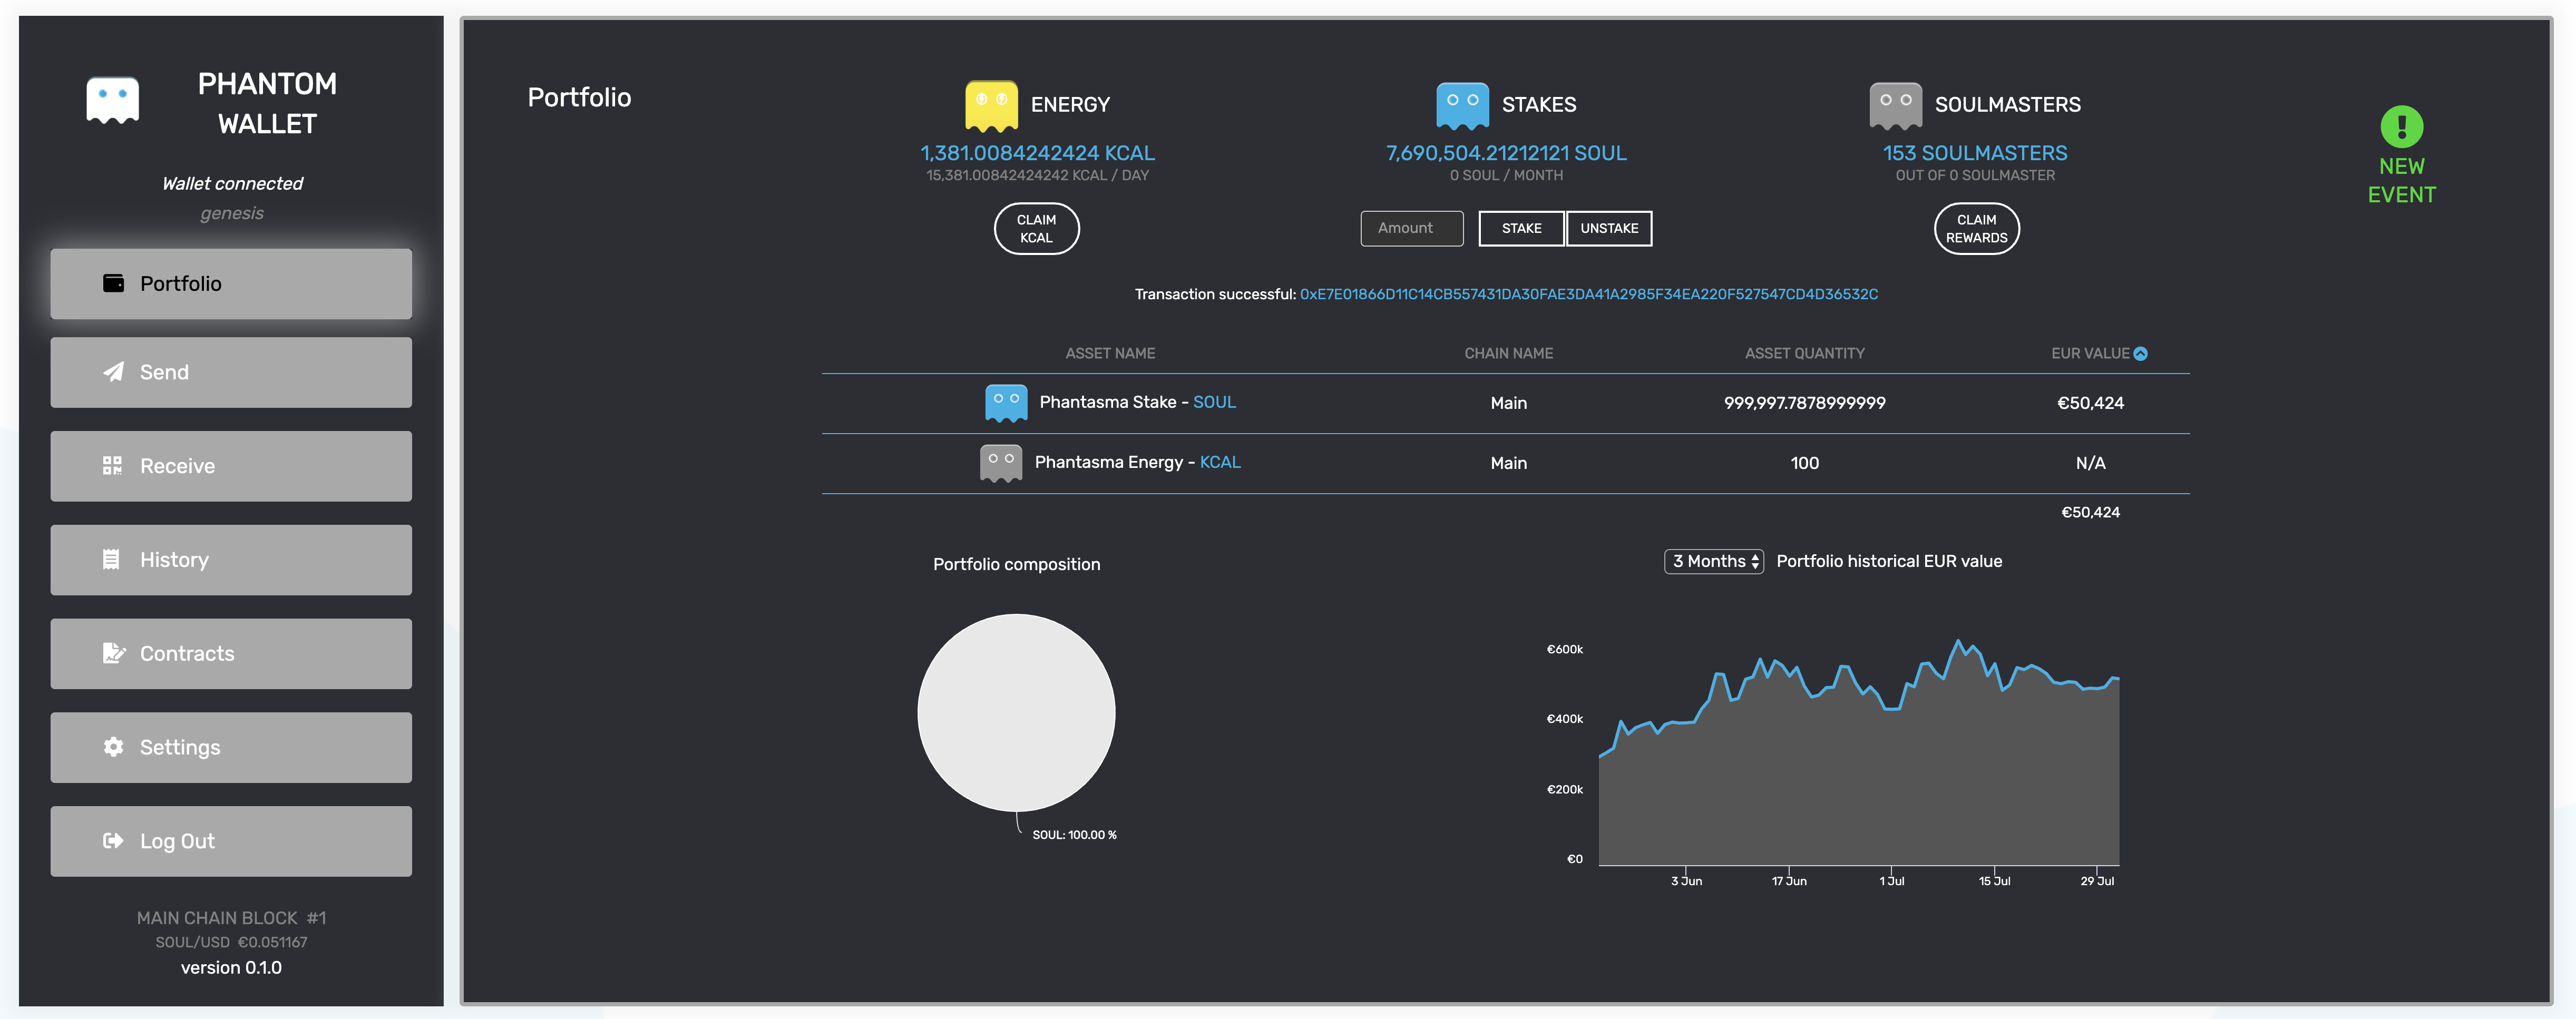 PHANTOM
WALLET
Wallet connected
genesis
Portfolio
Send
Receive
History
Contracts
Settings
Log Out
MAIN CHAIN BLOCK #1
SOUL/USD €0.051167
version 0.1.0
Portfolio
ENERGY
1,381.0084242424 KCAL
15,381.00842424242 KCAL / DAY
CLAIM
KCAL
STAKES
7,690,504.21212121 SOUL
0 SOUL / MONTH
Amount
STAKE
UNSTAKE
SOULMASTERS
153 SOULMASTERS
OUT OF 0 SOULMASTER
CLAIM
REWARDS
NEW
EVENT
Transaction successful: 0xE7E01866D11C14CB557431DA30FAE3DA41A2985F34EA220F527547CD4D36532C
ASSET NAME CHAIN NAME ASSET QUANTITY EUR VALUE
Phantasma Stake - SOUL Main 999,997.7878999999 €50,424
Phantasma Energy - KCAL Main 100 N/A
€50,424
Portfolio composition
SOUL: 100.00 %
3 Months Portfolio historical EUR value
€600k
€400k
€200k
€0
3 Jun 17 Jun 1 Jul 15 Jul 29 Jul